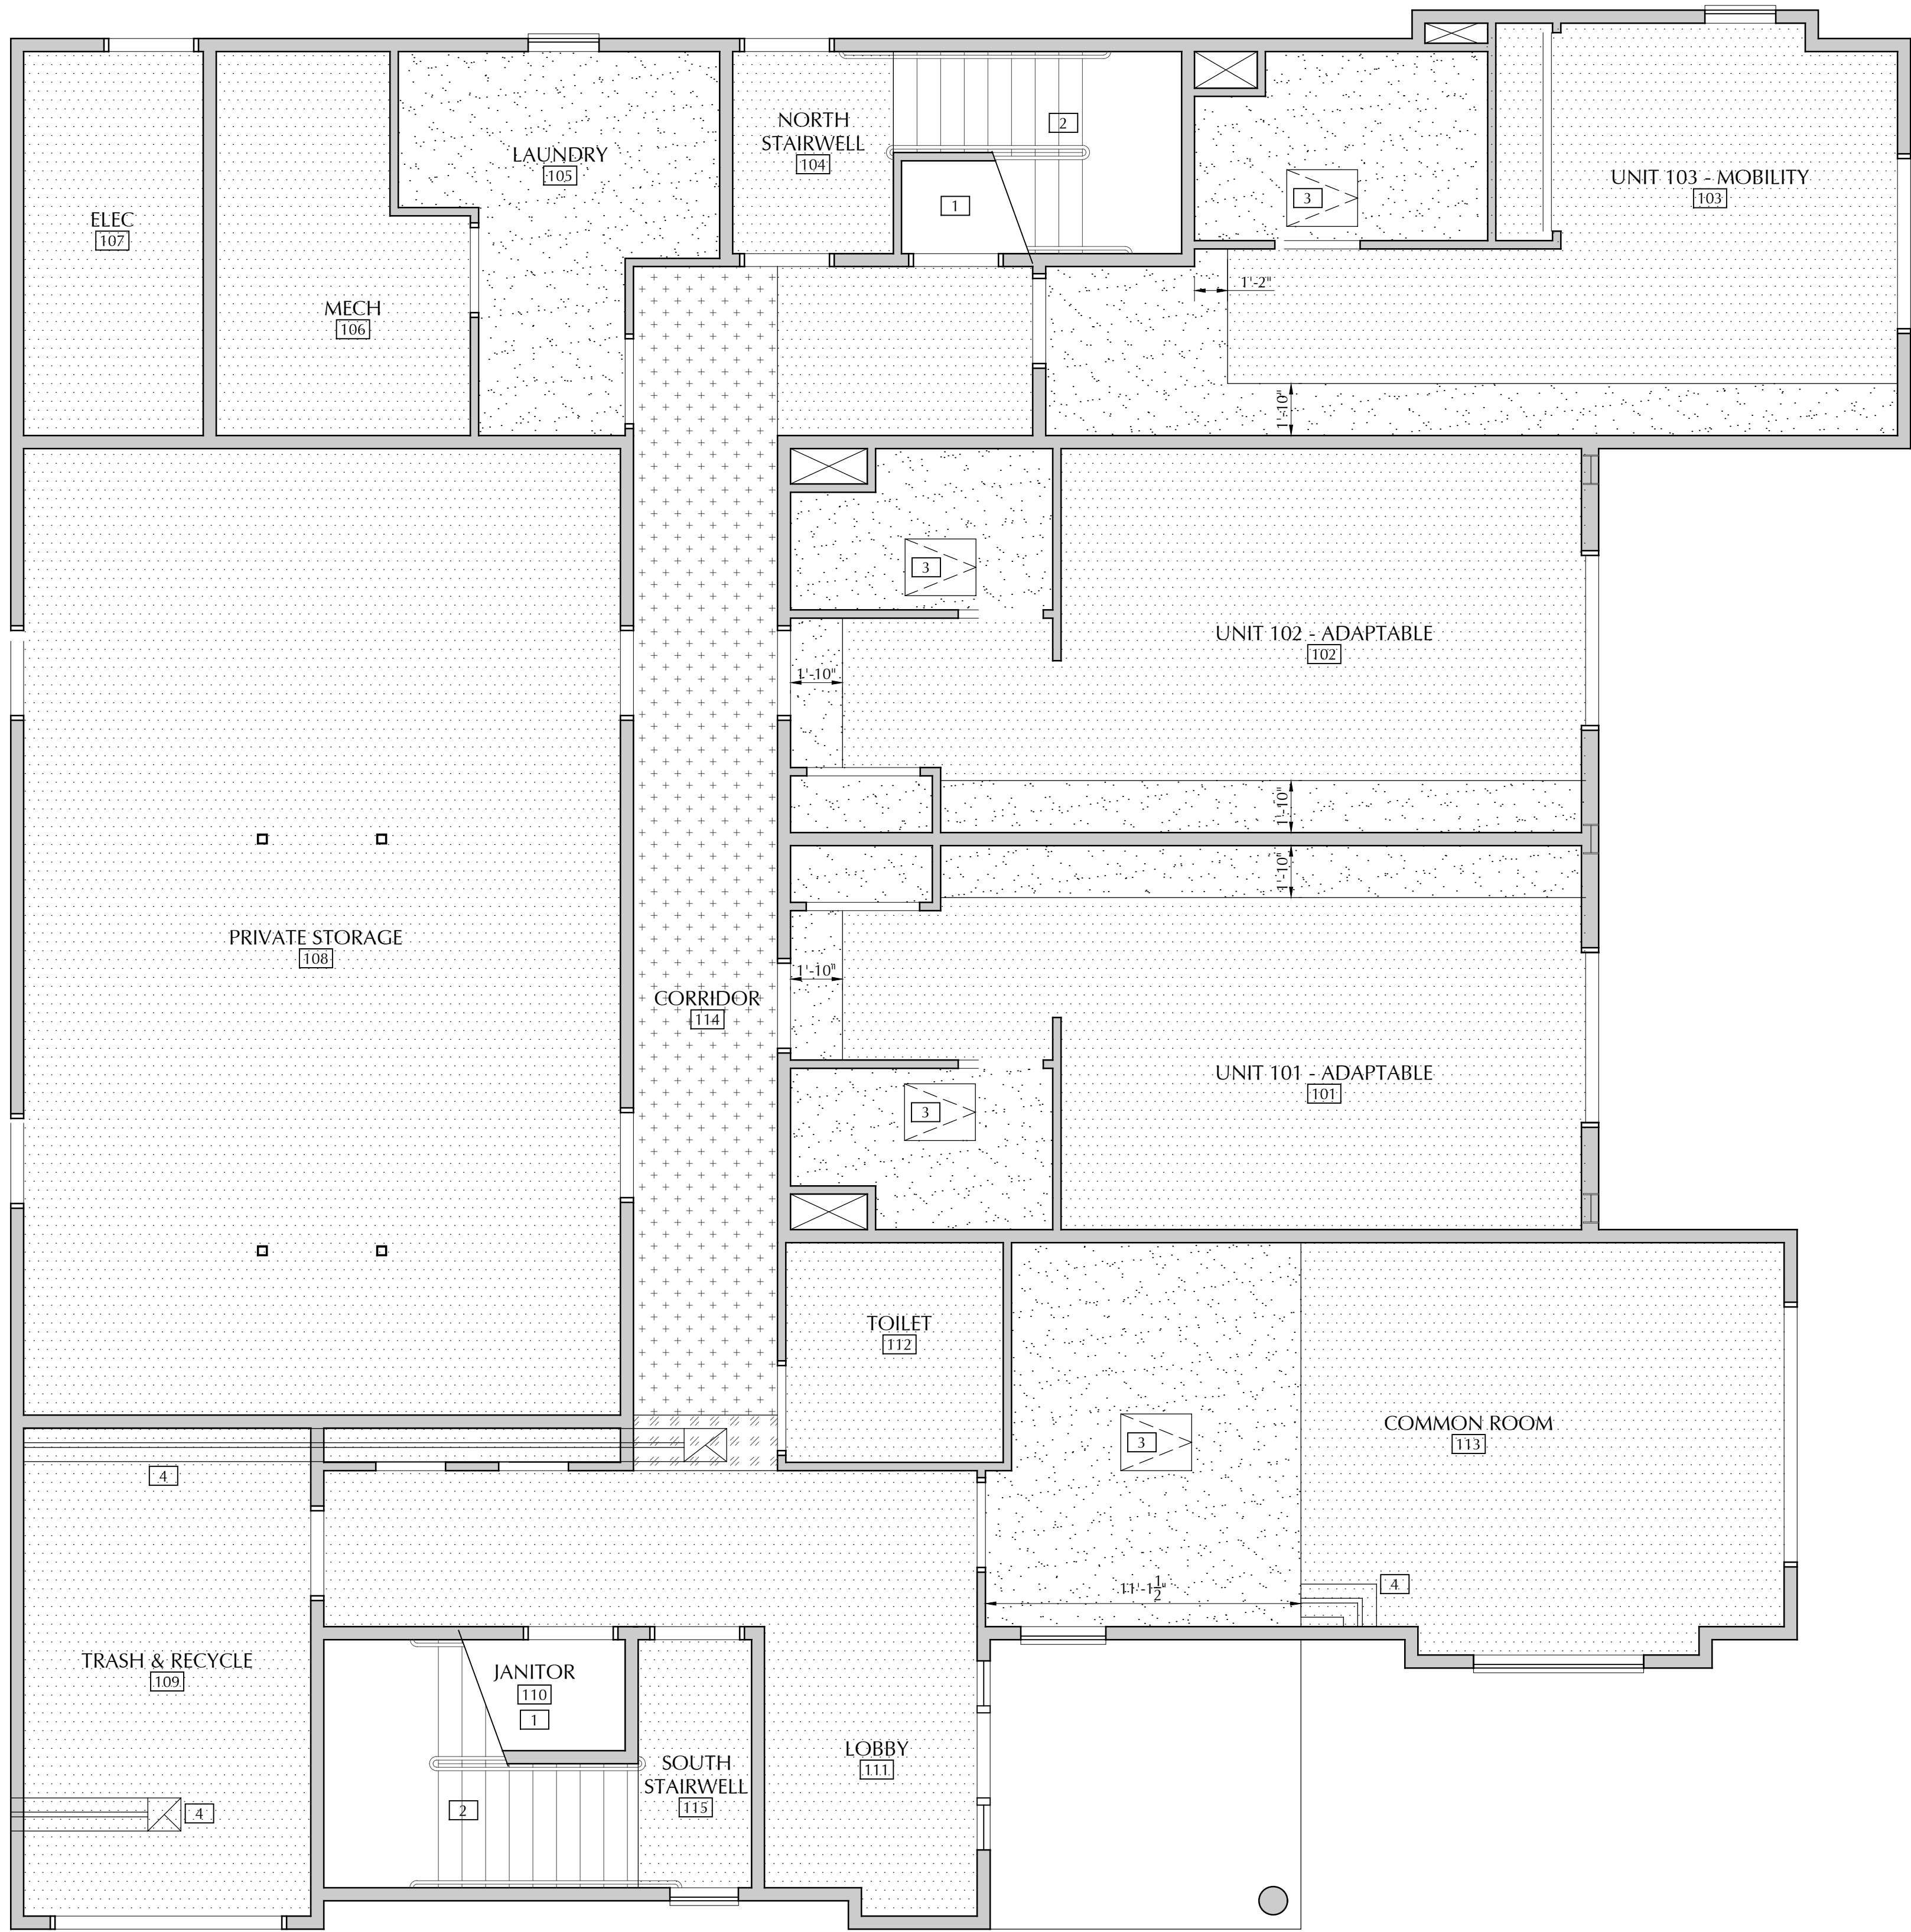 NORTH
STAIRWELL
104
2
LAUNDRY
105
UNIT 103 - MOBILITY
103
3
1
ELEC
107
1'-2"
MECH
106
1'-10"
3
UNIT 102 - ADAPTABLE
102
1'-10"
1'-10"
1'-10"
PRIVATE STORAGE
108
1'-10"
CORRIDOR
114
UNIT 101 - ADAPTABLE
101
3
TOILET
112
COMMON ROOM
113
3
4
11'-1 1/2"
4
TRASH & RECYCLE
109
JANITOR
110
1
LOBBY
111
SOUTH
STAIRWELL
115
2
4